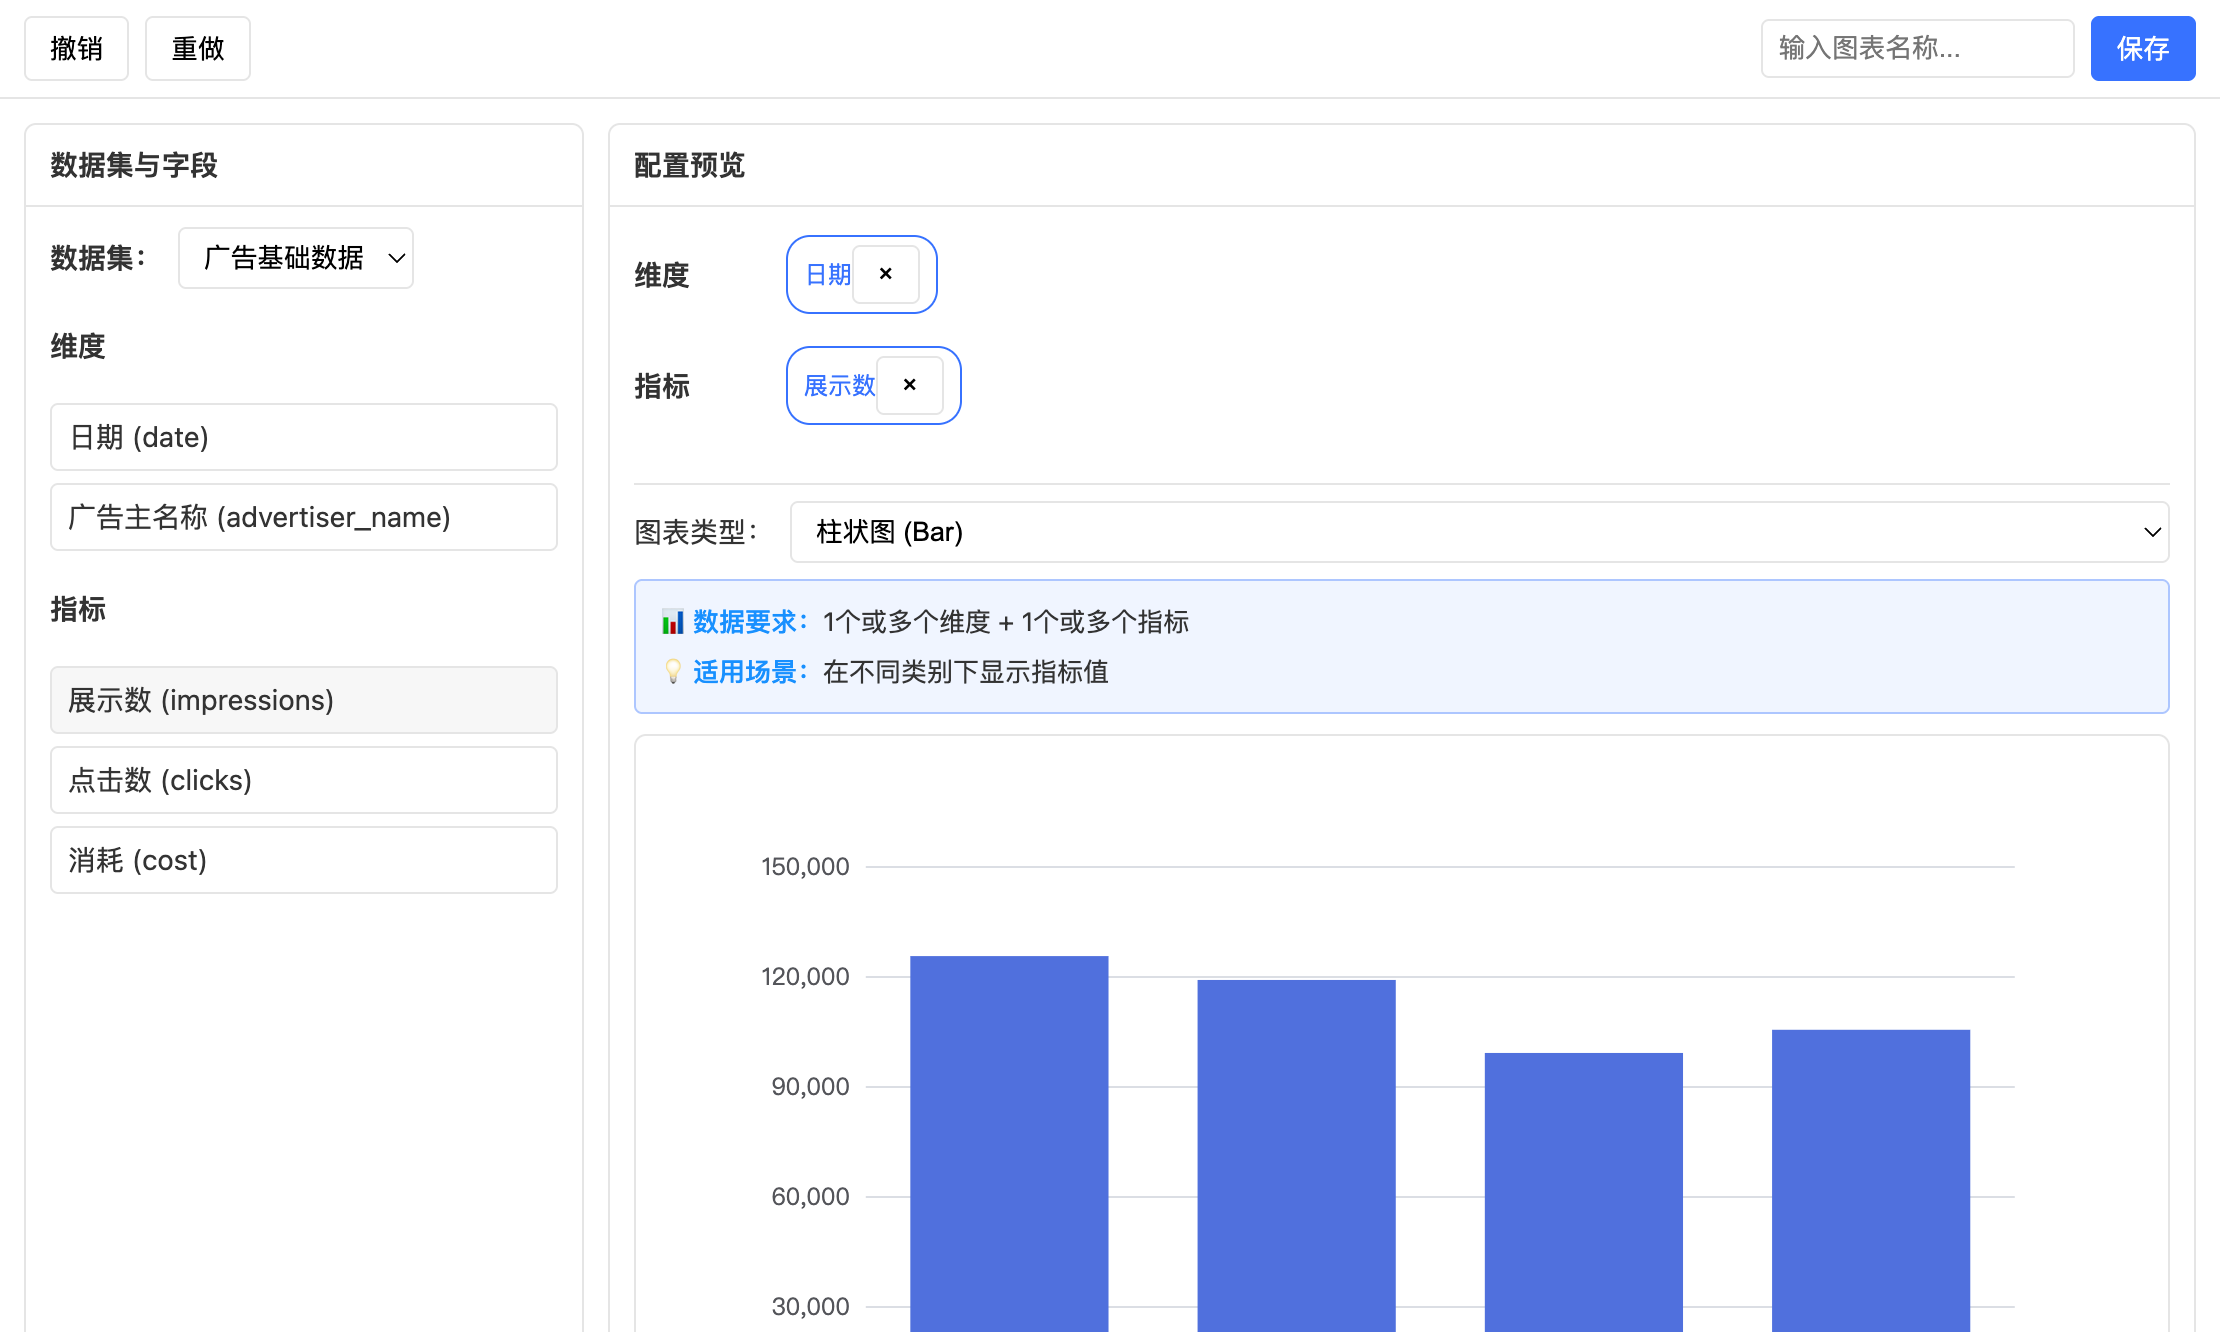 撤销
重做
输入图表名称...
保存
数据集与字段
数据集：
广告基础数据
维度
日期 (date)
广告主名称 (advertiser_name)
指标
展示数 (impressions)
点击数 (clicks)
消耗 (cost)
配置预览
维度
日期 ×
指标
展示数 ×
图表类型：
柱状图 (Bar)
📊 数据要求：1个或多个维度 + 1个或多个指标
💡 适用场景：在不同类别下显示指标值
150,000
120,000
90,000
60,000
30,000